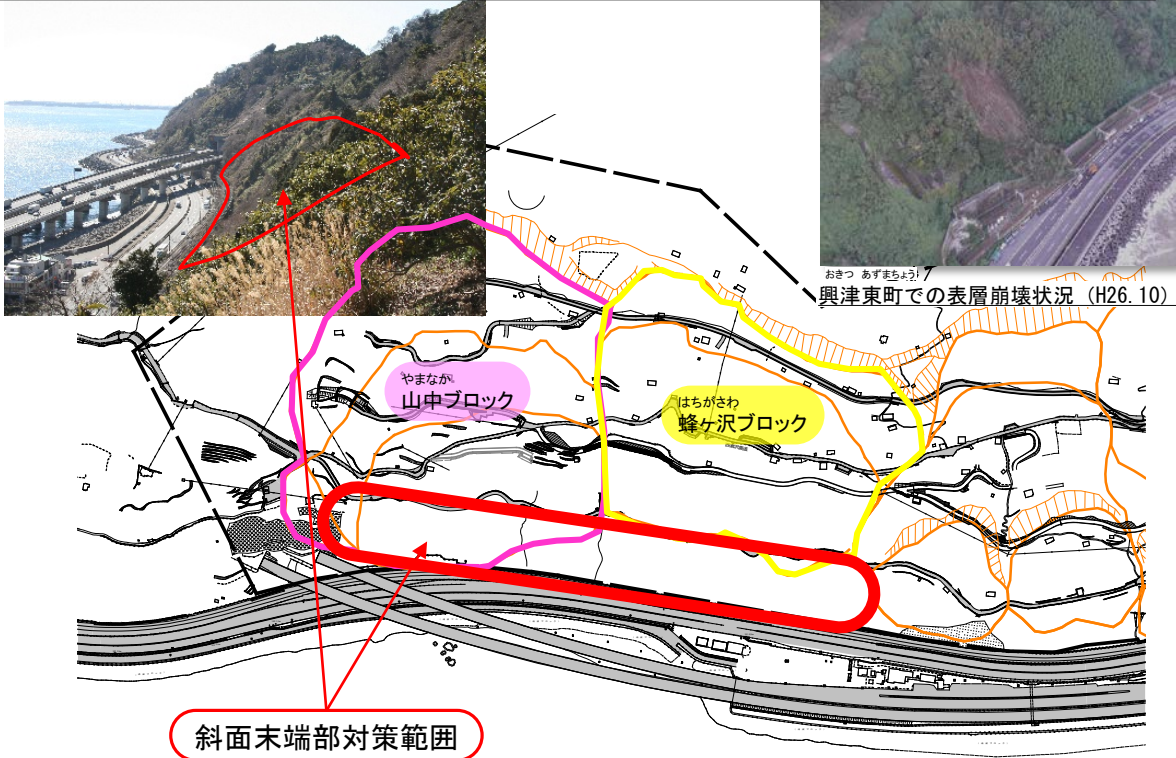 おきつ あずまちょう
興津東町での表層崩壊状況 (H26.10)
やまなか
山中ブロック
はちがさわ
蜂ヶ沢ブロック
斜面末端部対策範囲